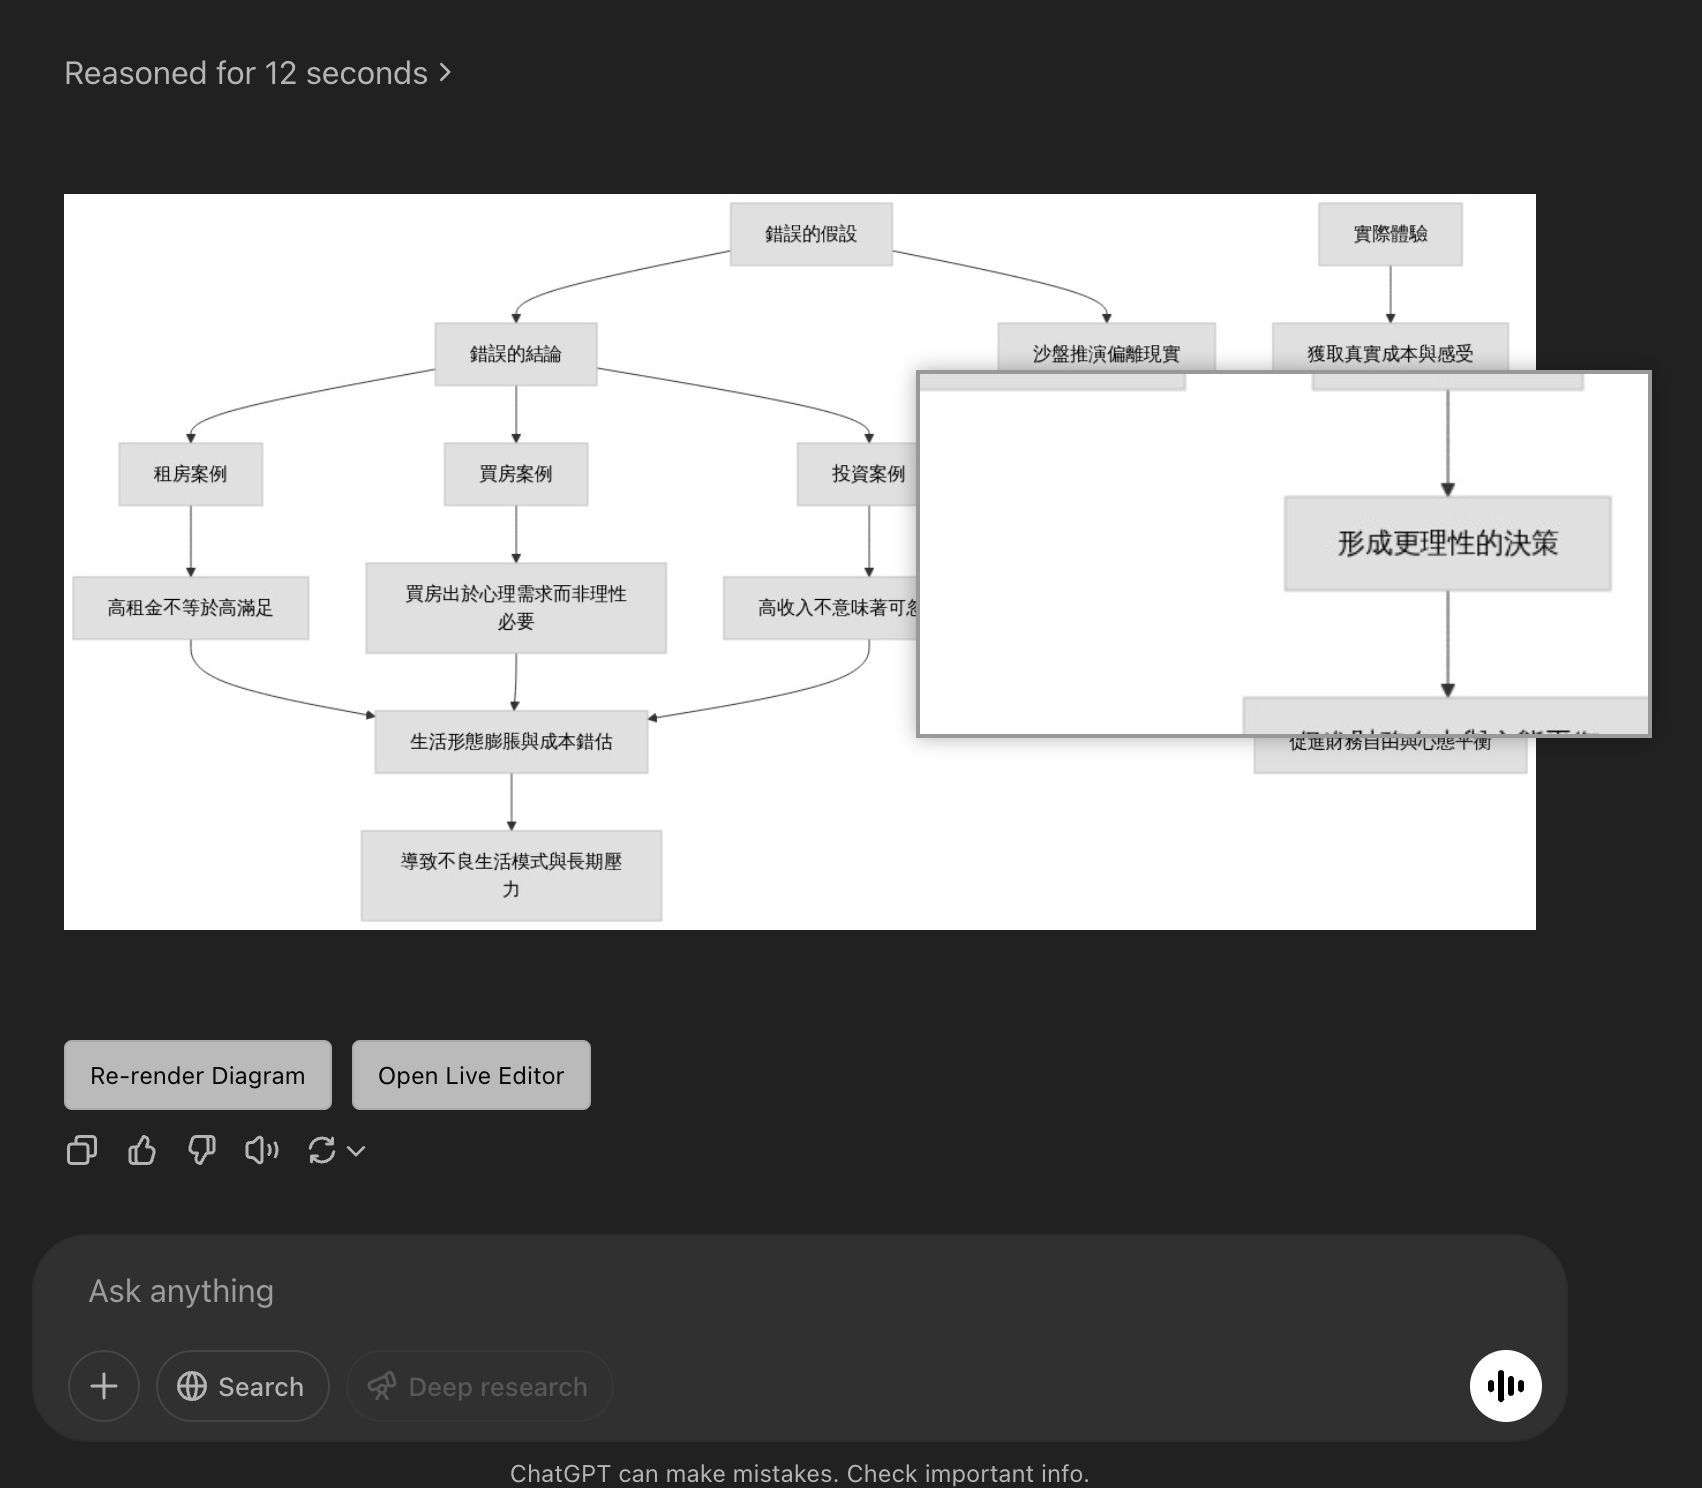 Reasoned for 12 seconds
錯誤的假設
實際體驗
錯誤的結論
沙盤推演偏離現實
獲取真實成本與感受
租房案例
買房案例
投資案例
形成更理性的決策
高租金不等於高滿足
買房出於心理需求而非理性
必要
高收入不意味著可
生活形態膨脹與成本錯估
促進財務自由與心態平衡
導致不良生活模式與長期壓
力
Re-render Diagram
Open Live Editor
Ask anything
Search
Deep research
ChatGPT can make mistakes. Check important info.